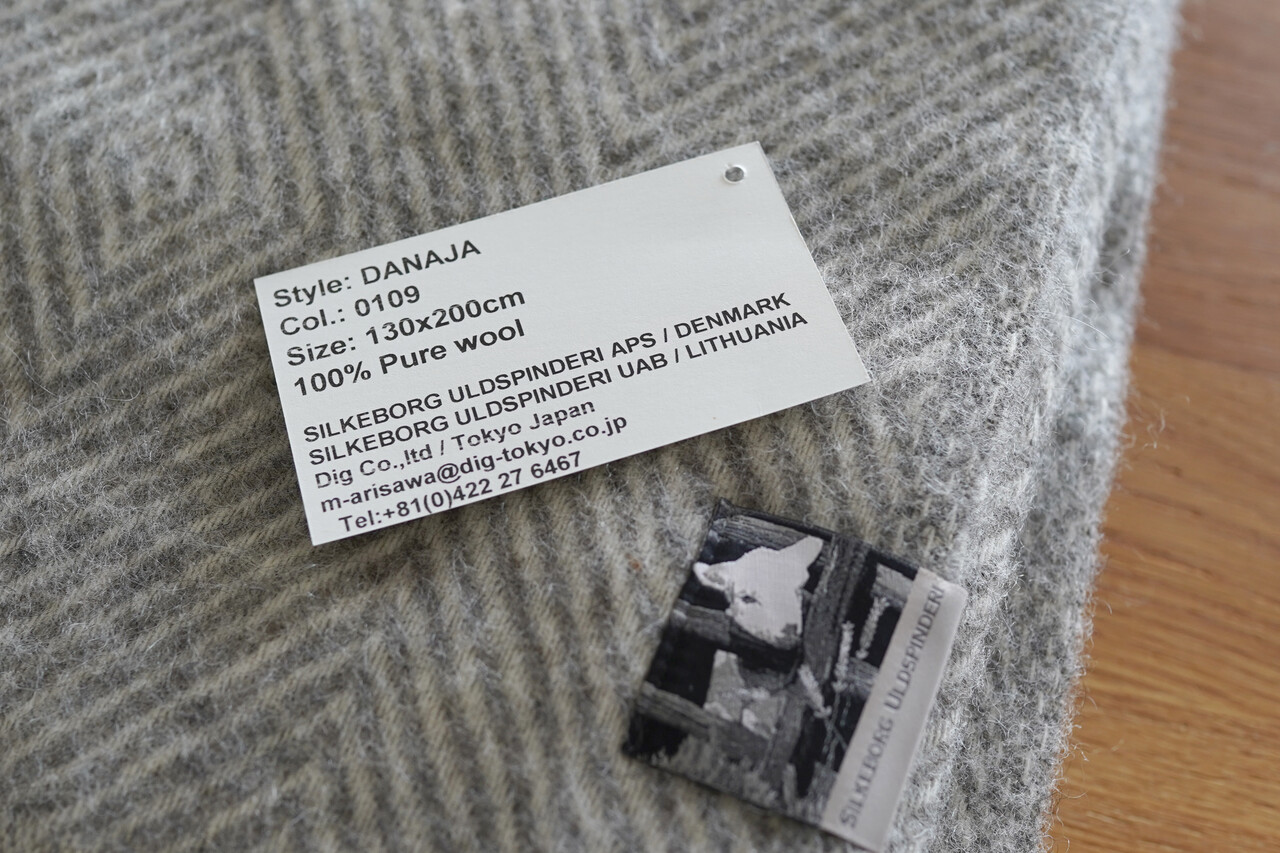 Style: DANAJA
Col.: 0109
Size: 130x200cm
100% Pure wool
SILKEBORG ULDSPINDERI APS / DENMARK
SILKEBORG ULDSPINDERI UAB / LITHUANIA
Dig Co.,ltd / Tokyo Japan
m-arisawa@dig-tokyo.co.jp
Tel:+81(0)422 27 6467
SILKEBORG ULDSPINDERI